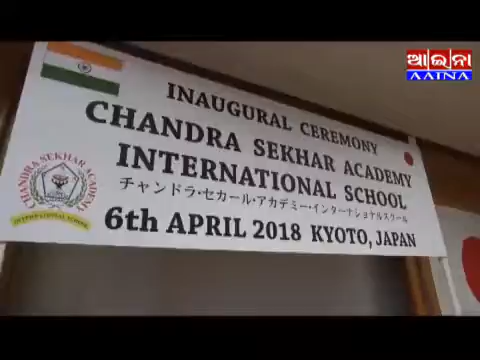 ଆଇନା
AAINA
INAUGURAL CEREMONY
CHANDRA SEKHAR ACADEMY
INTERNATIONAL SCHOOL
チャンドラ・セカール・アカデミー・インターナショナルスクール
6th APRIL 2018 KYOTO, JAPAN
CHANDRA SEKHAR ACADEMY
INTERNATIONAL SCHOOL